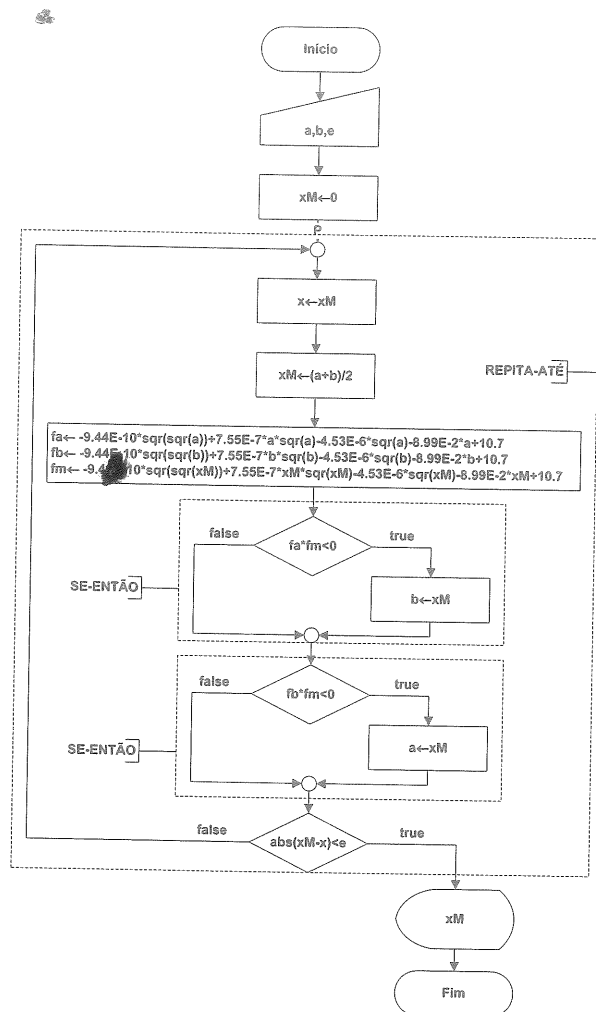 Início
a,b,e
xM←0
x←xM
xM←(a+b)/2
REPITA-ATÉ
fa← -9.44E-10*sqr(sqr(a))+7.55E-7*a*sqr(a)-4.53E-6*sqr(a)-8.99E-2*a+10.7
fb← -9.44E-10*sqr(sqr(b))+7.55E-7*b*sqr(b)-4.53E-6*sqr(b)-8.99E-2*b+10.7
fm← -9.4 10*sqr(sqr(xM))+7.55E-7*xM*sqr(xM)-4.53E-6*sqr(xM)-8.99E-2*xM+10.7
false
fa*fm<0
true
SE-ENTÃO
b←xM
false
fb*fm<0
true
SE-ENTÃO
a←xM
false
abs(xM-x)<e
true
xM
Fim